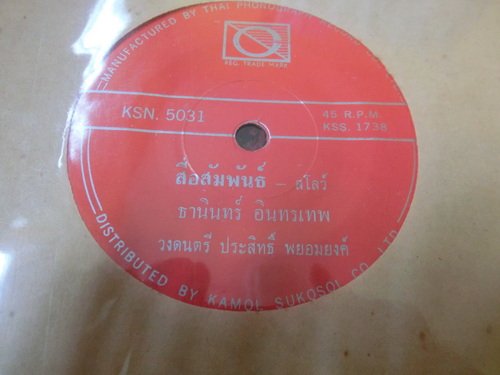 MANUFACTURED BY THAI
REG. TRADE MARK
KSN. 5031
45 R.P.M.
KSS. 1738
สื่อสัมพันธ์ – สโลว์
ธานินทร์ อินทรเทพ
วงดนตรี ประสิทธิ์ พยอมยงค์
DISTRIBUTED BY KAMOL SUKOSOL CO., LTD.